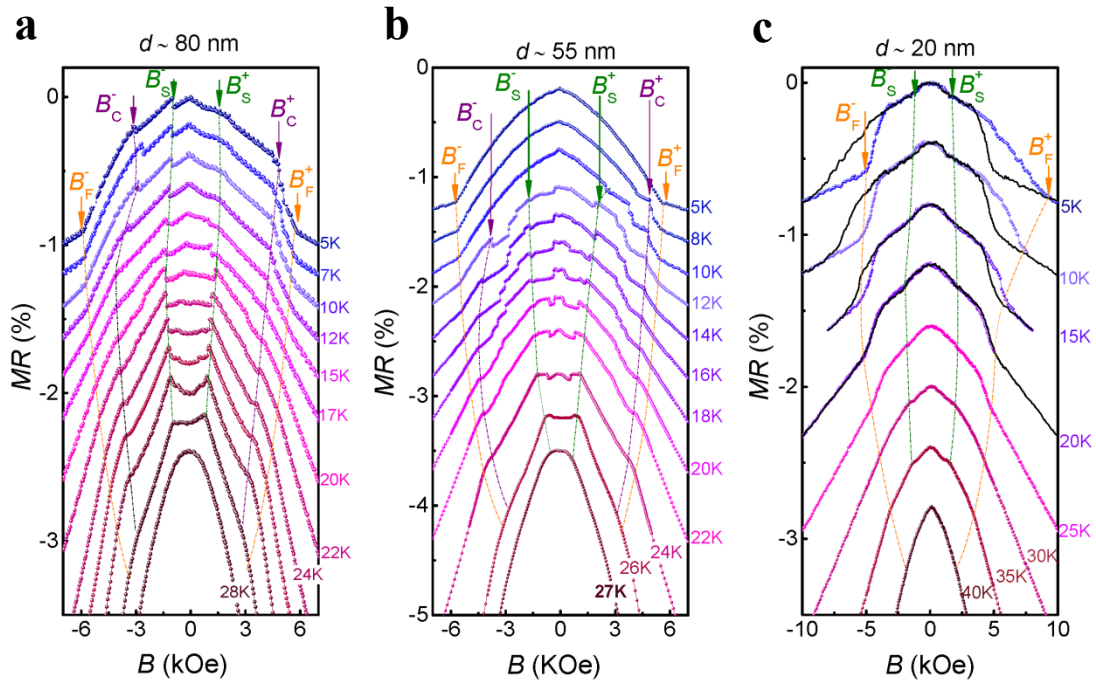 a
d ~ 80 nm
B_S^-
B_S^+
B_C^-
B_C^+
B_F^-
B_F^+
0
-1
-2
-3
MR (%)
5K
7K
10K
12K
15K
17K
20K
22K
24K
28K
-6
-3
0
3
6
B (kOe)
b
d ~ 55 nm
B_C^-
B_S^-
B_S^+
B_C^+
B_F^-
B_F^+
0
-1
-2
-3
-4
-5
MR (%)
5K
8K
10K
12K
14K
16K
18K
20K
22K
24K
26K
27K
-6
-3
0
3
6
B (KOe)
c
d ~ 20 nm
B_S^-
B_S^+
B_F^-
B_F^+
0
-1
-2
-3
MR (%)
5K
10K
15K
20K
25K
30K
35K
40K
-10
-5
0
5
10
B (kOe)